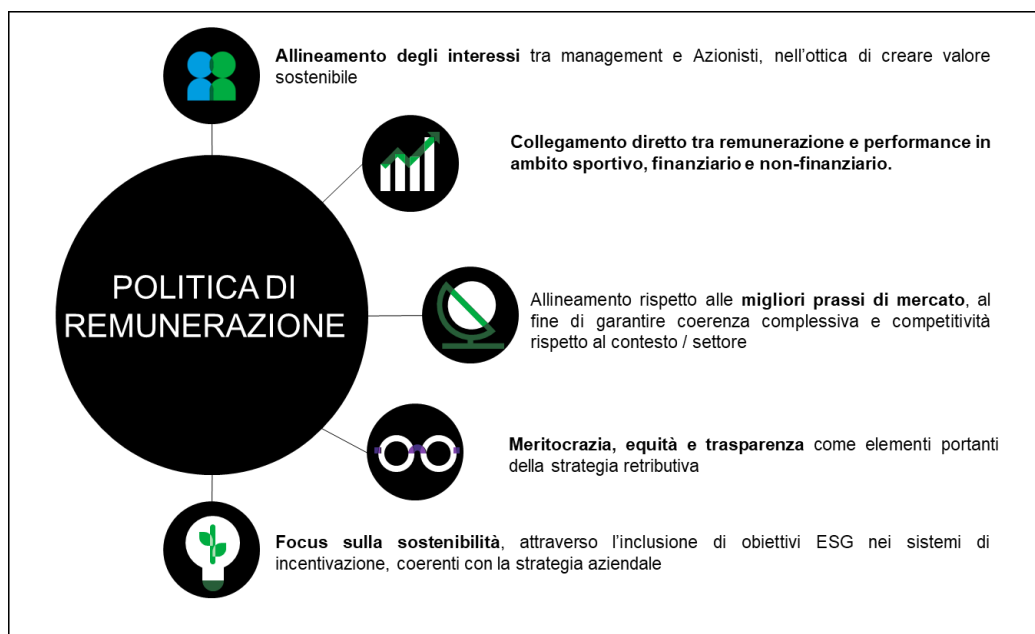 Allineamento degli interessi tra management e Azionisti, nell'ottica di creare valore
sostenibile
Collegamento diretto tra remunerazione e performance in
ambito sportivo, finanziario e non-finanziario.
POLITICA DI
REMUNERAZIONE
Allineamento rispetto alle migliori prassi di mercato, al
fine di garantire coerenza complessiva e competitività
rispetto al contesto / settore
Meritocrazia, equità e trasparenza come elementi portanti
della strategia retributiva
Focus sulla sostenibilità, attraverso l'inclusione di obiettivi ESG nei sistemi di
incentivazione, coerenti con la strategia aziendale